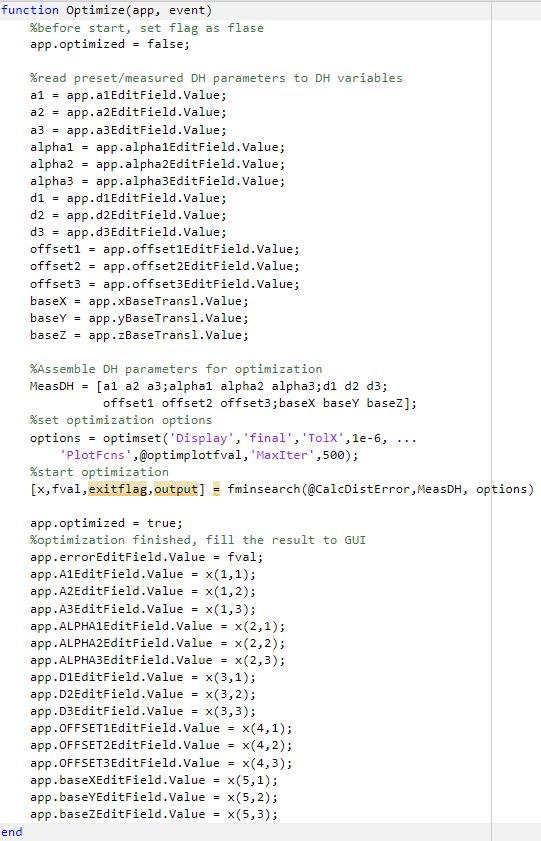 function Optimize(app, event)
%before start, set flag as flase
app.optimized = false;
%read preset/measured DH parameters to DH variables
a1 = app.a1EditField.Value;
a2 = app.a2EditField.Value;
a3 = app.a3EditField.Value;
alpha1 = app.alpha1EditField.Value;
alpha2 = app.alpha2EditField.Value;
alpha3 = app.alpha3EditField.Value;
d1 = app.d1EditField.Value;
d2 = app.d2EditField.Value;
d3 = app.d3EditField.Value;
offset1 = app.offset1EditField.Value;
offset2 = app.offset2EditField.Value;
offset3 = app.offset3EditField.Value;
baseX = app.xBaseTransl.Value;
baseY = app.yBaseTransl.Value;
baseZ = app.zBaseTransl.Value;
%Assemble DH parameters for optimization
MeasDH = [a1 a2 a3;alpha1 alpha2 alpha3;d1 d2 d3;
offset1 offset2 offset3;baseX baseY baseZ];
%set optimization options
options = optimset('Display','final','TolX',1e-6, ...
'PlotFcns',@optimplotfval,'MaxIter',500);
%start optimization
[x,fval,exitflag,output] = fminsearch(@CalcDistError,MeasDH, options)
app.optimized = true;
%optimization finished, fill the result to GUI
app.errorEditField.Value = fval;
app.A1EditField.Value = x(1,1);
app.A2EditField.Value = x(1,2);
app.A3EditField.Value = x(1,3);
app.ALPHA1EditField.Value = x(2,1);
app.ALPHA2EditField.Value = x(2,2);
app.ALPHA3EditField.Value = x(2,3);
app.D1EditField.Value = x(3,1);
app.D2EditField.Value = x(3,2);
app.D3EditField.Value = x(3,3);
app.OFFSET1EditField.Value = x(4,1);
app.OFFSET2EditField.Value = x(4,2);
app.OFFSET3EditField.Value = x(4,3);
app.baseXEditField.Value = x(5,1);
app.baseYEditField.Value = x(5,2);
app.baseZEditField.Value = x(5,3);
end